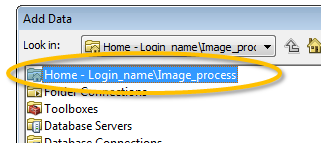 Add Data
Look in: Home - Login_name\Image_proc
Home - Login_name\Image_process
Folder Connections
Toolboxes
Database Servers
Database Connections